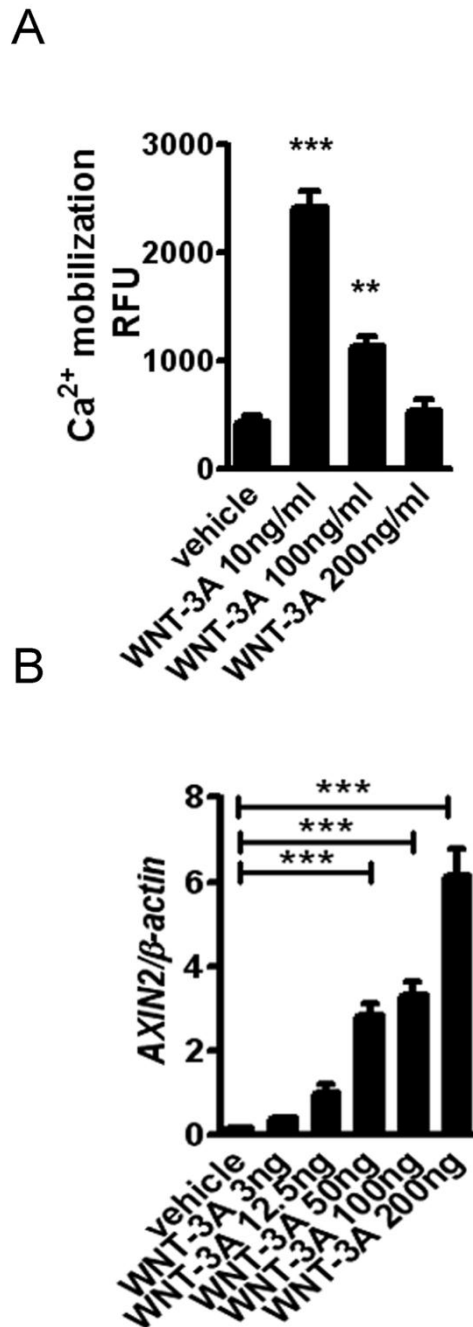 A
Ca²⁺ mobilization
RFU
3000
2000
1000
0
***
**
vehicle
WNT-3A 10ng/ml
WNT-3A 100ng/ml
WNT-3A 200ng/ml
B
AXIN2/β-actin
8
6
4
2
0
***
***
***
vehicle
WNT-3A 3ng
WNT-3A 12.5ng
WNT-3A 50ng
WNT-3A 100ng
WNT-3A 200ng